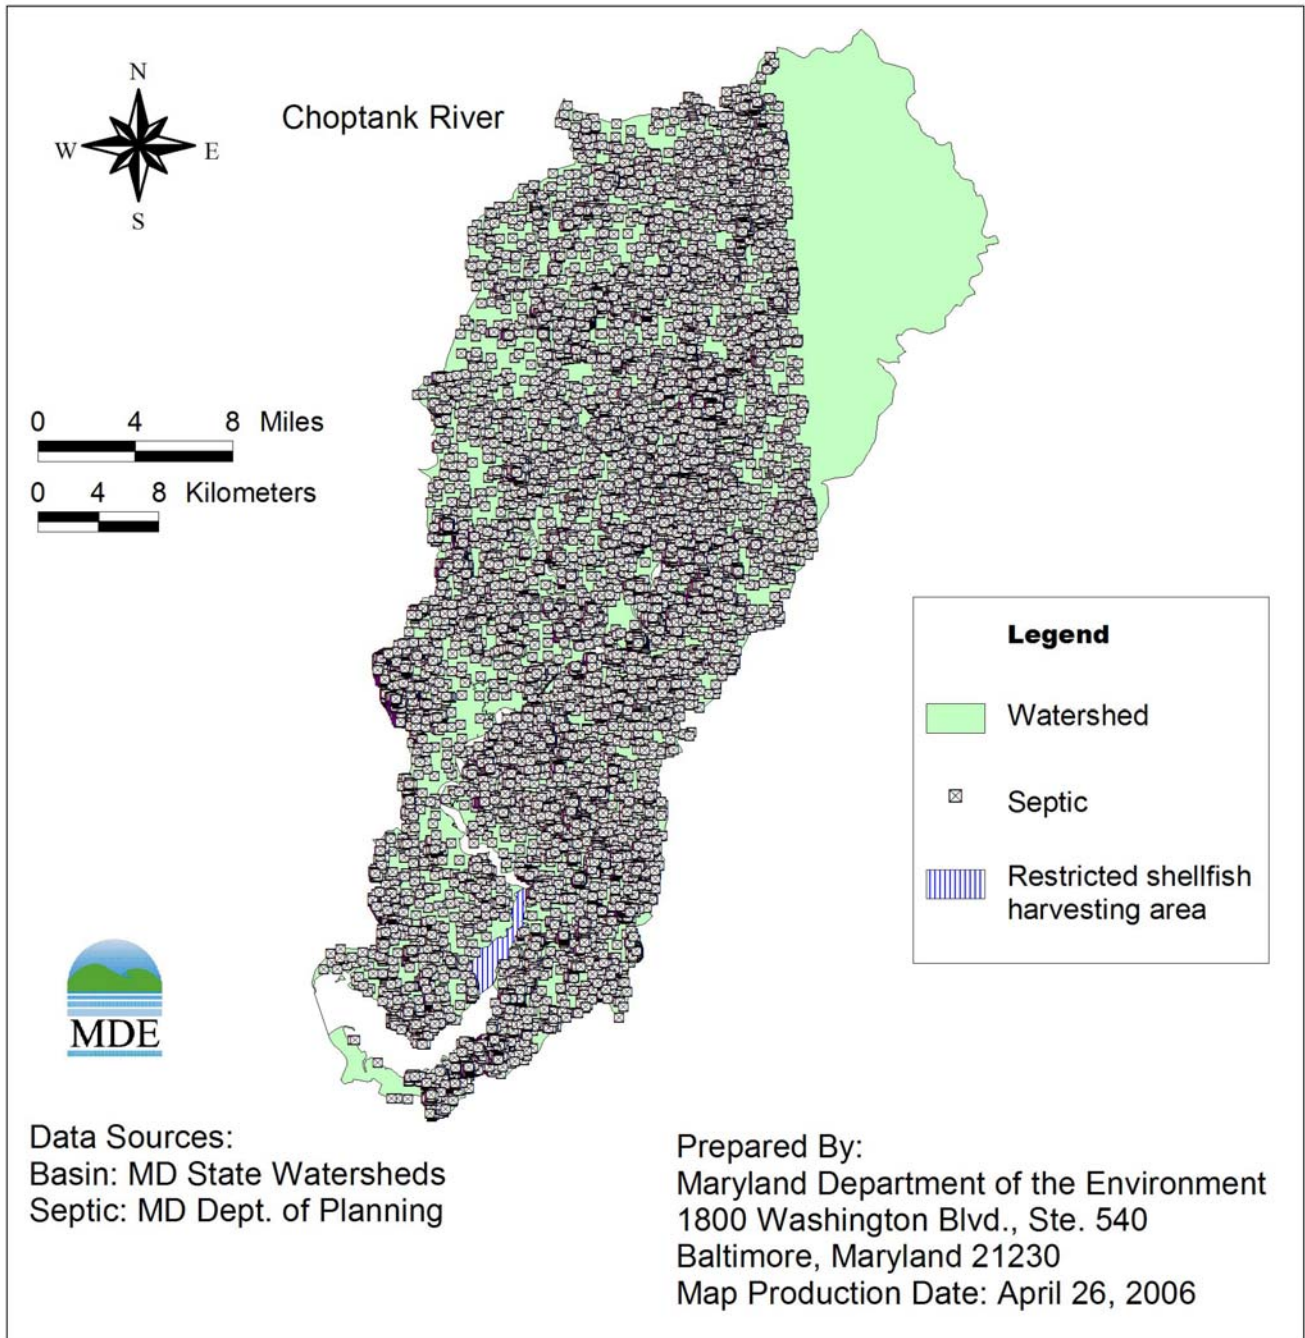 N
W E
S
Choptank River
0 4 8 Miles
0 4 8 Kilometers
Legend
Watershed
Septic
Restricted shellfish
harvesting area
MDE
Data Sources:
Basin: MD State Watersheds
Septic: MD Dept. of Planning
Prepared By:
Maryland Department of the Environment
1800 Washington Blvd., Ste. 540
Baltimore, Maryland 21230
Map Production Date: April 26, 2006